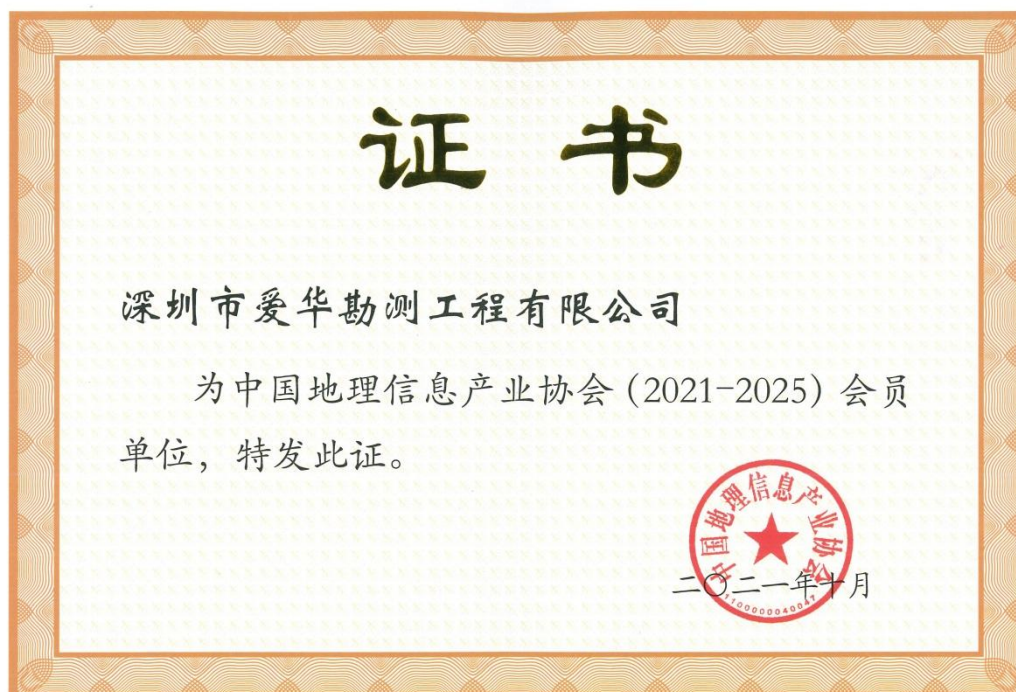 证 书
深圳市爱华勘测工程有限公司
为中国地理信息产业协会(2021-2025)会员
单位，特发此证。
中国地理信息产业协会
二〇二一年十月
1100000040047